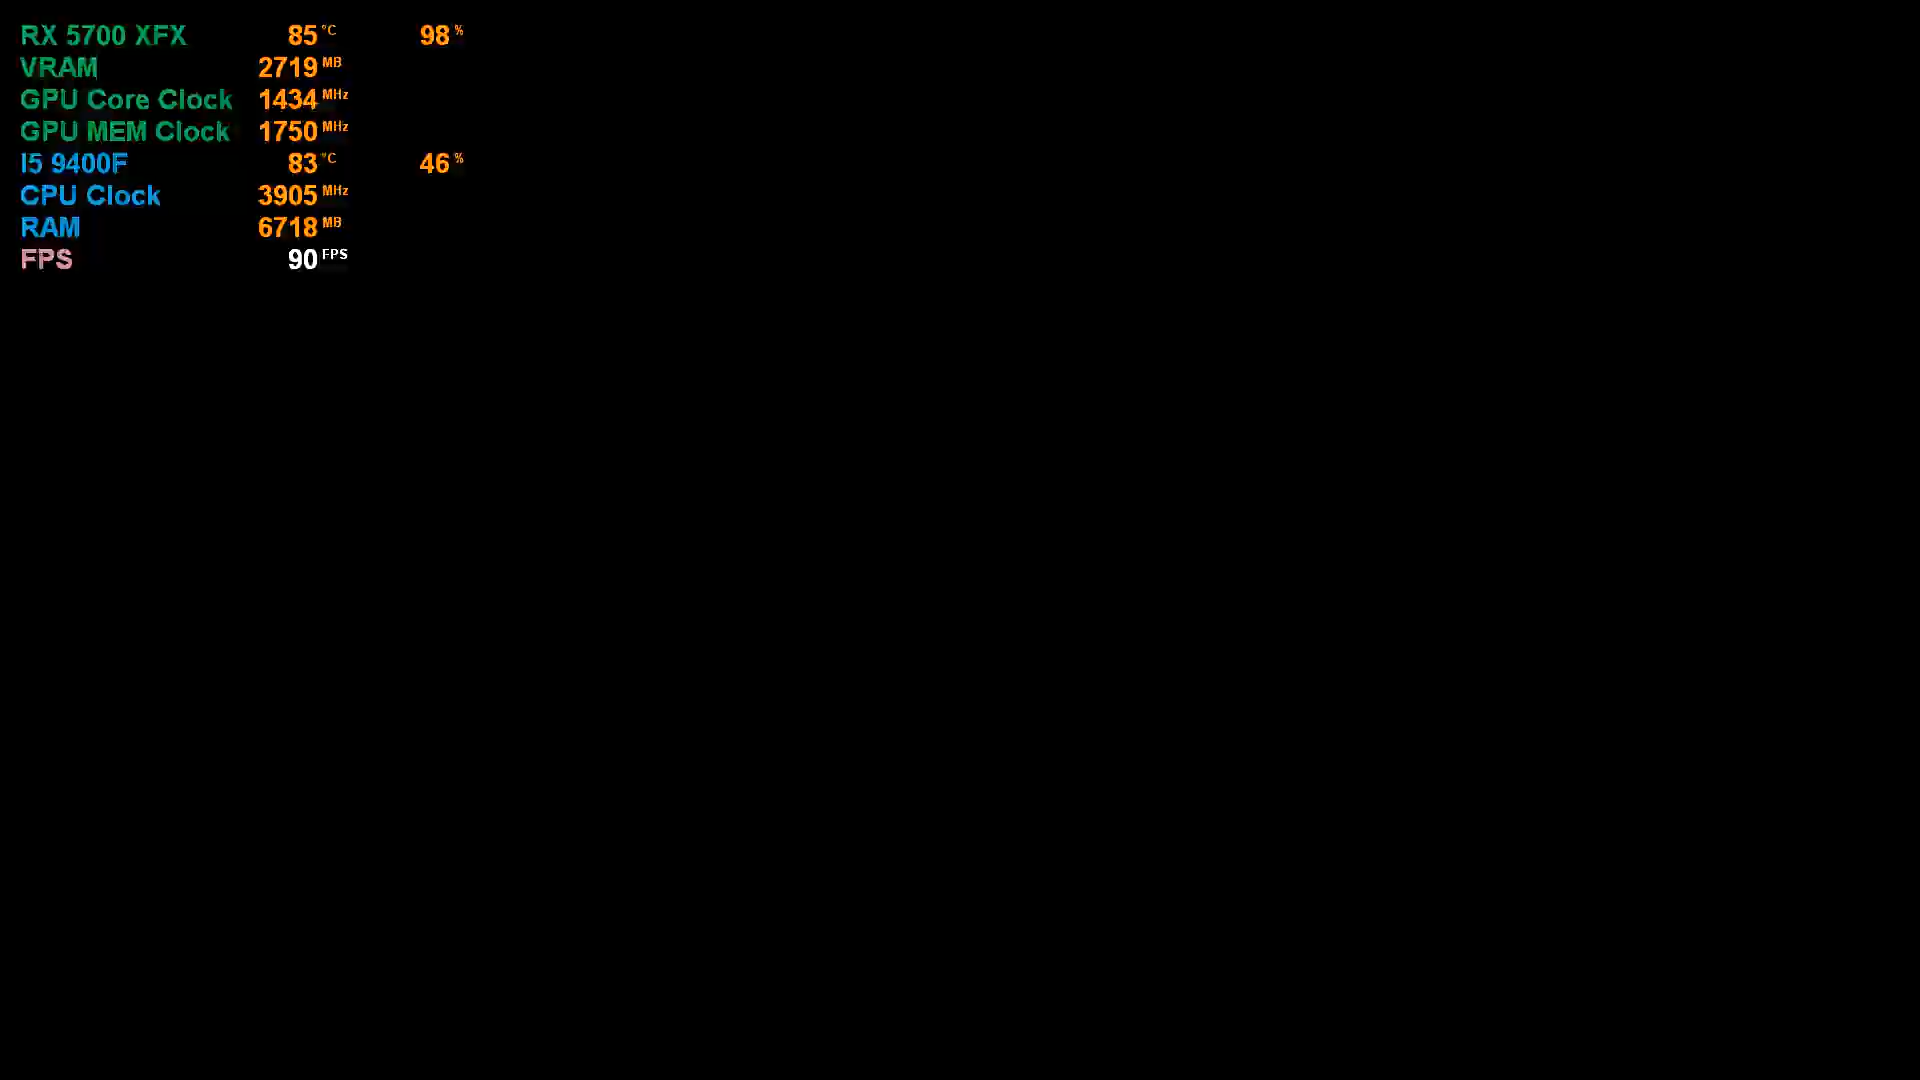 RX 5700 XFX 85 °C 98 %
VRAM 2719 MB
GPU Core Clock 1434 MHz
GPU MEM Clock 1750 MHz
I5 9400F 83 °C 46 %
CPU Clock 3905 MHz
RAM 6718 MB
FPS 90 FPS